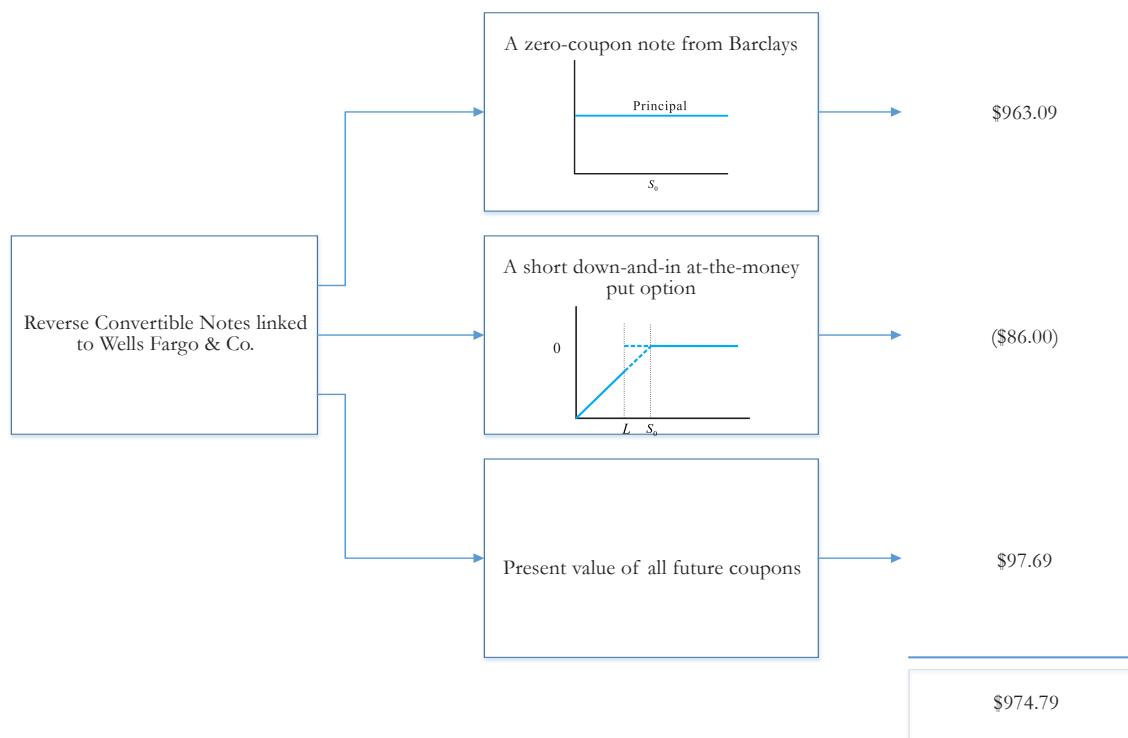 A zero-coupon note from Barclays
Principal
S0
$963.09
Reverse Convertible Notes linked
to Wells Fargo & Co.
A short down-and-in at-the-money
put option
0
L S0
($86.00)
Present value of all future coupons
$97.69
$974.79